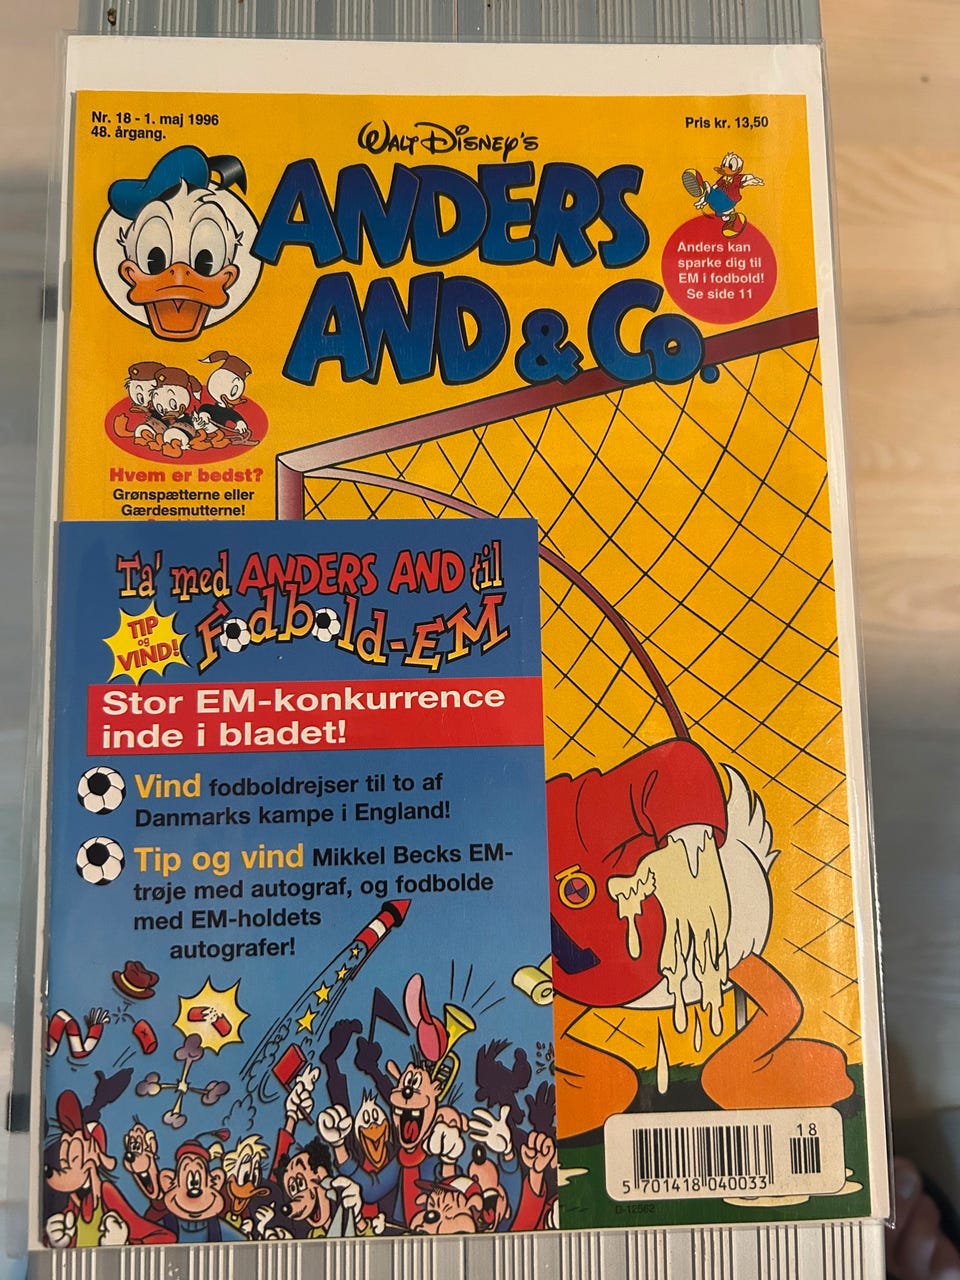 Nr. 18 - 1. maj 1996
48. årgang.
Pris kr. 13,50
WALT DISNEY'S
ANDERS
AND & Co.
Anders kan
sparke dig til
EM i fodbold!
Se side 11
Hvem er bedst?
Grønspætterne eller
Gærdesmutterne!
Ta' med ANDERS AND til
Fodbold-EM
TIP
og
VIND!
Stor EM-konkurrence
inde i bladet!
Vind fodboldrejser til to af
Danmarks kampe i England!
Tip og vind Mikkel Becks EM-
trøje med autograf, og fodbolde
med EM-holdets
autografer!
18
5 701418 040033
D-12562